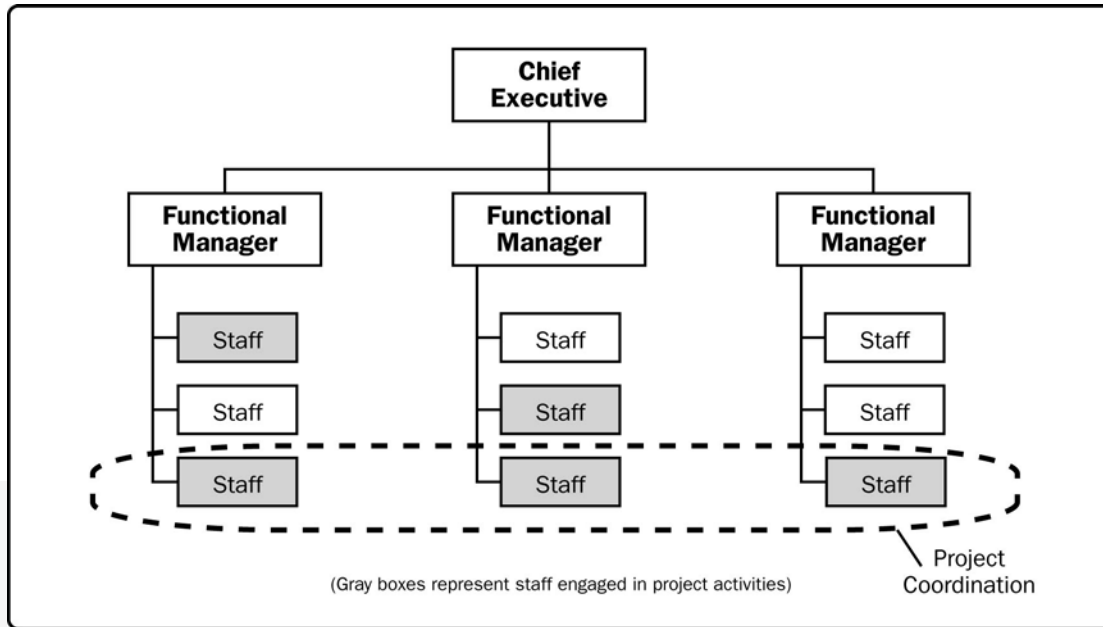 Chief
Executive
Functional
Manager
Functional
Manager
Functional
Manager
Staff
Staff
Staff
Staff
Staff
Staff
Staff
Staff
Staff
Project
Coordination
(Gray boxes represent staff engaged in project activities)